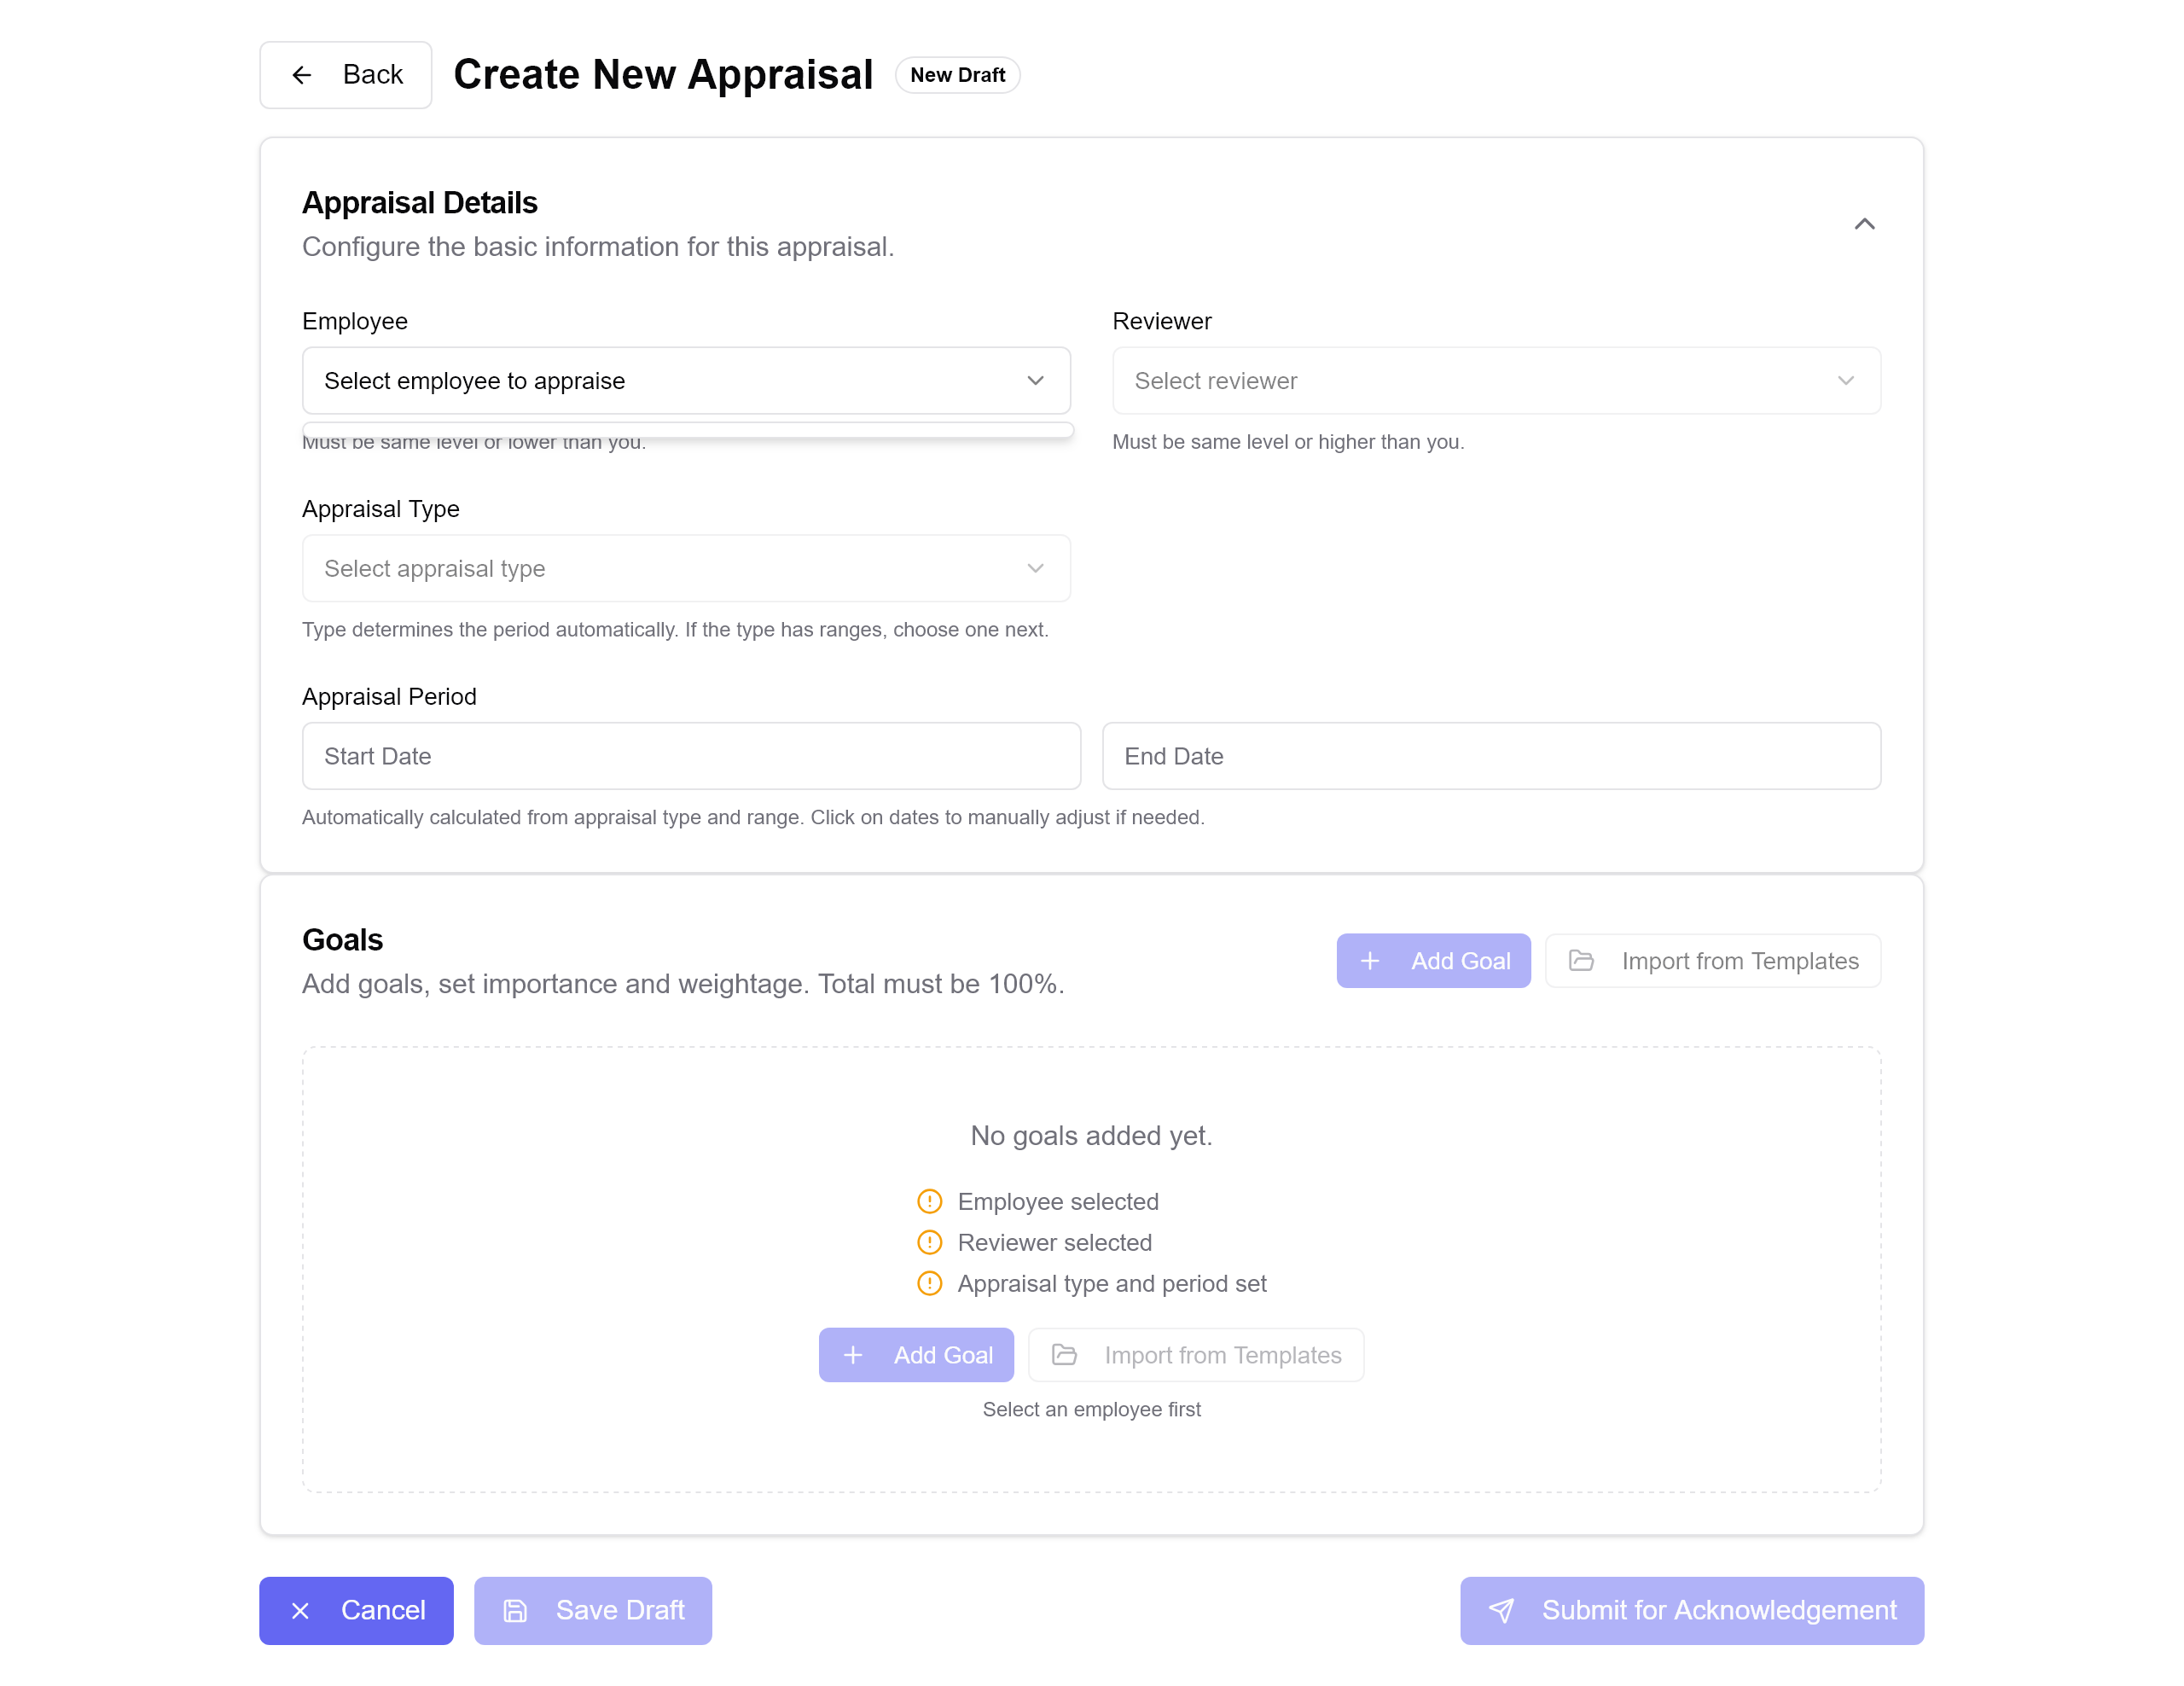 Back
Create New Appraisal
New Draft
Appraisal Details
Configure the basic information for this appraisal.
Employee
Select employee to appraise
Must be same level or lower than you.
Reviewer
Select reviewer
Must be same level or higher than you.
Appraisal Type
Select appraisal type
Type determines the period automatically. If the type has ranges, choose one next.
Appraisal Period
Start Date
End Date
Automatically calculated from appraisal type and range. Click on dates to manually adjust if needed.
Goals
Add goals, set importance and weightage. Total must be 100%.
Add Goal
Import from Templates
No goals added yet.
Employee selected
Reviewer selected
Appraisal type and period set
Add Goal
Import from Templates
Select an employee first
Cancel
Save Draft
Submit for Acknowledgement